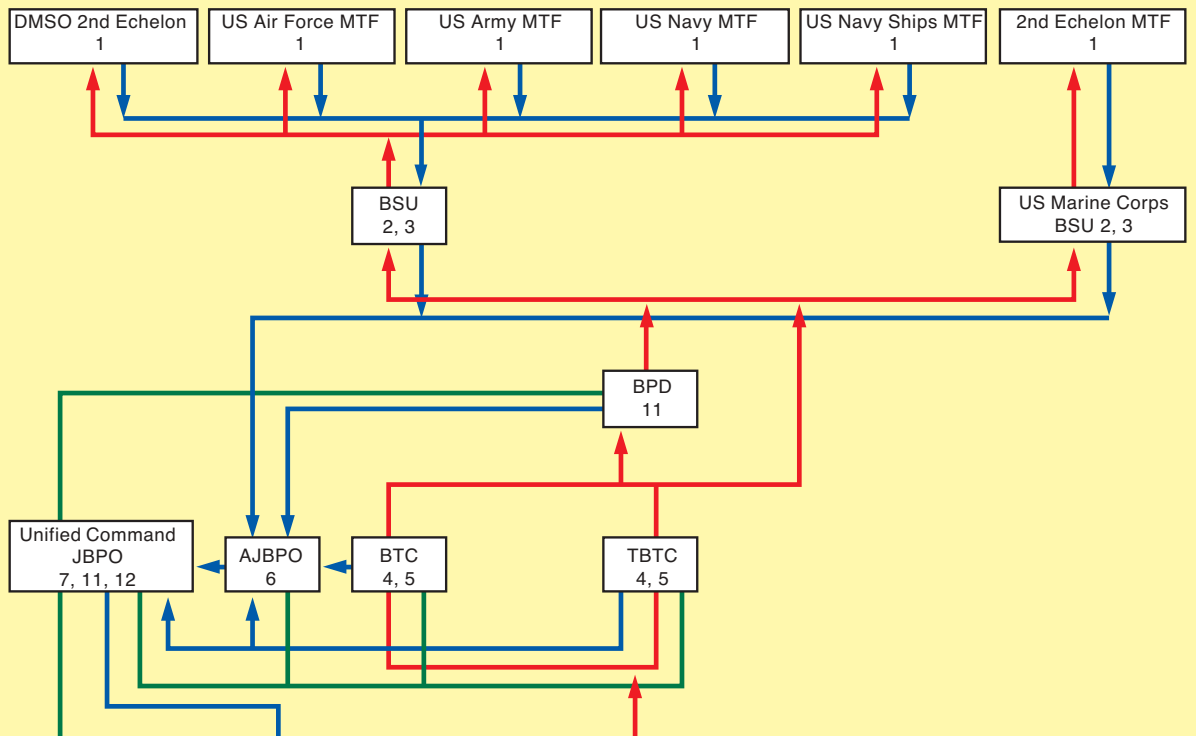 DMSO 2nd Echelon
1
US Air Force MTF
1
US Army MTF
1
US Navy MTF
1
US Navy Ships MTF
1
2nd Echelon MTF
1
BSU
2, 3
US Marine Corps
BSU 2, 3
BPD
11
Unified Command
JBPO
7, 11, 12
AJBPO
6
BTC
4, 5
TBTC
4, 5